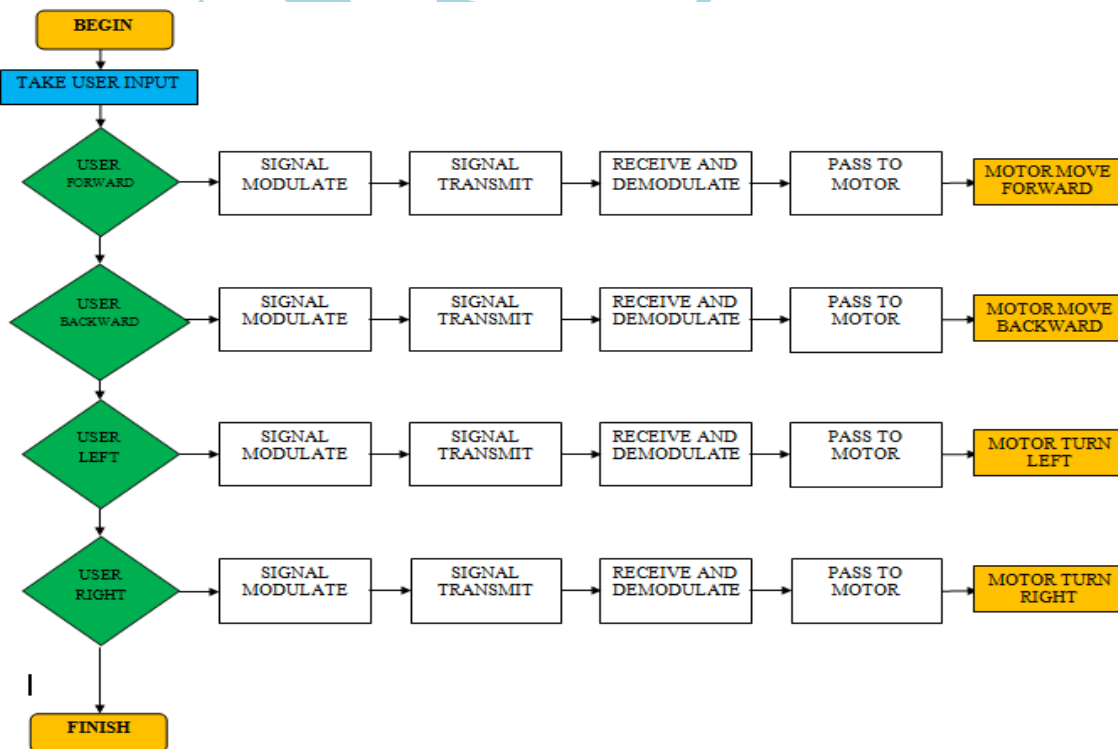 BEGIN
TAKE USER INPUT
USER
FORWARD
SIGNAL
MODULATE
SIGNAL
TRANSMIT
RECEIVE AND
DEMODULATE
PASS TO
MOTOR
MOTOR MOVE
FORWARD
USER
BACKWARD
SIGNAL
MODULATE
SIGNAL
TRANSMIT
RECEIVE AND
DEMODULATE
PASS TO
MOTOR
MOTOR MOVE
BACKWARD
USER
LEFT
SIGNAL
MODULATE
SIGNAL
TRANSMIT
RECEIVE AND
DEMODULATE
PASS TO
MOTOR
MOTOR TURN
LEFT
USER
RIGHT
SIGNAL
MODULATE
SIGNAL
TRANSMIT
RECEIVE AND
DEMODULATE
PASS TO
MOTOR
MOTOR TURN
RIGHT
FINISH